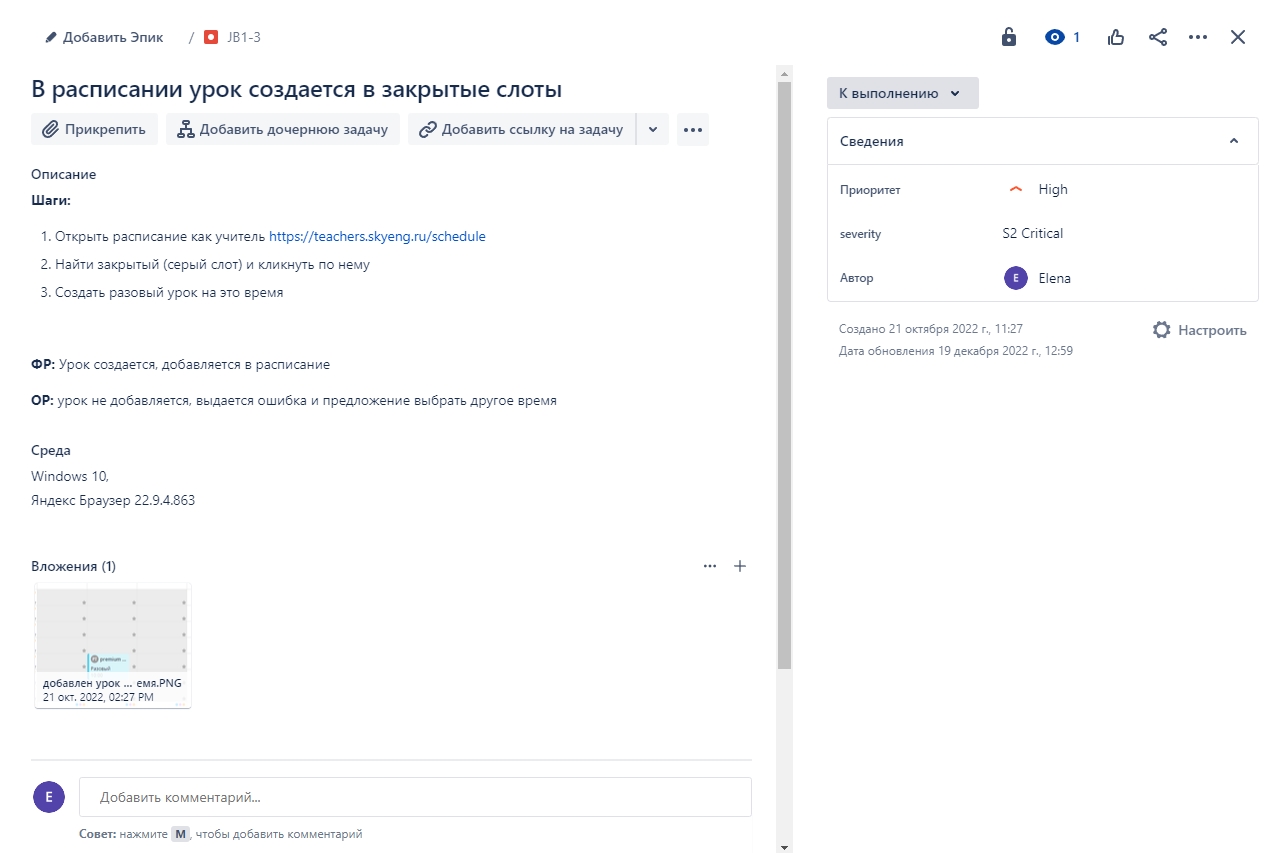 Добавить Эпик / JB1-3
1
В расписании урок создается в закрытые слоты
Прикрепить
Добавить дочернюю задачу
Добавить ссылку на задачу
Описание
Шаги:
1. Открыть расписание как учитель https://teachers.skyeng.ru/schedule
2. Найти закрытый (серый слот) и кликнуть по нему
3. Создать разовый урок на это время
ФР: Урок создается, добавляется в расписание
ОР: урок не добавляется, выдается ошибка и предложение выбрать другое время
Среда
Windows 10,
Яндекс Браузер 22.9.4.863
Вложения (1)
premium ...
Разовый
добавлен урок ... емя.PNG
21 окт. 2022, 02:27 PM
E
Добавить комментарий...
Совет: нажмите M, чтобы добавить комментарий
К выполнению
Сведения
Приоритет High
severity S2 Critical
Автор E Elena
Создано 21 октября 2022 г., 11:27
Настроить
Дата обновления 19 декабря 2022 г., 12:59